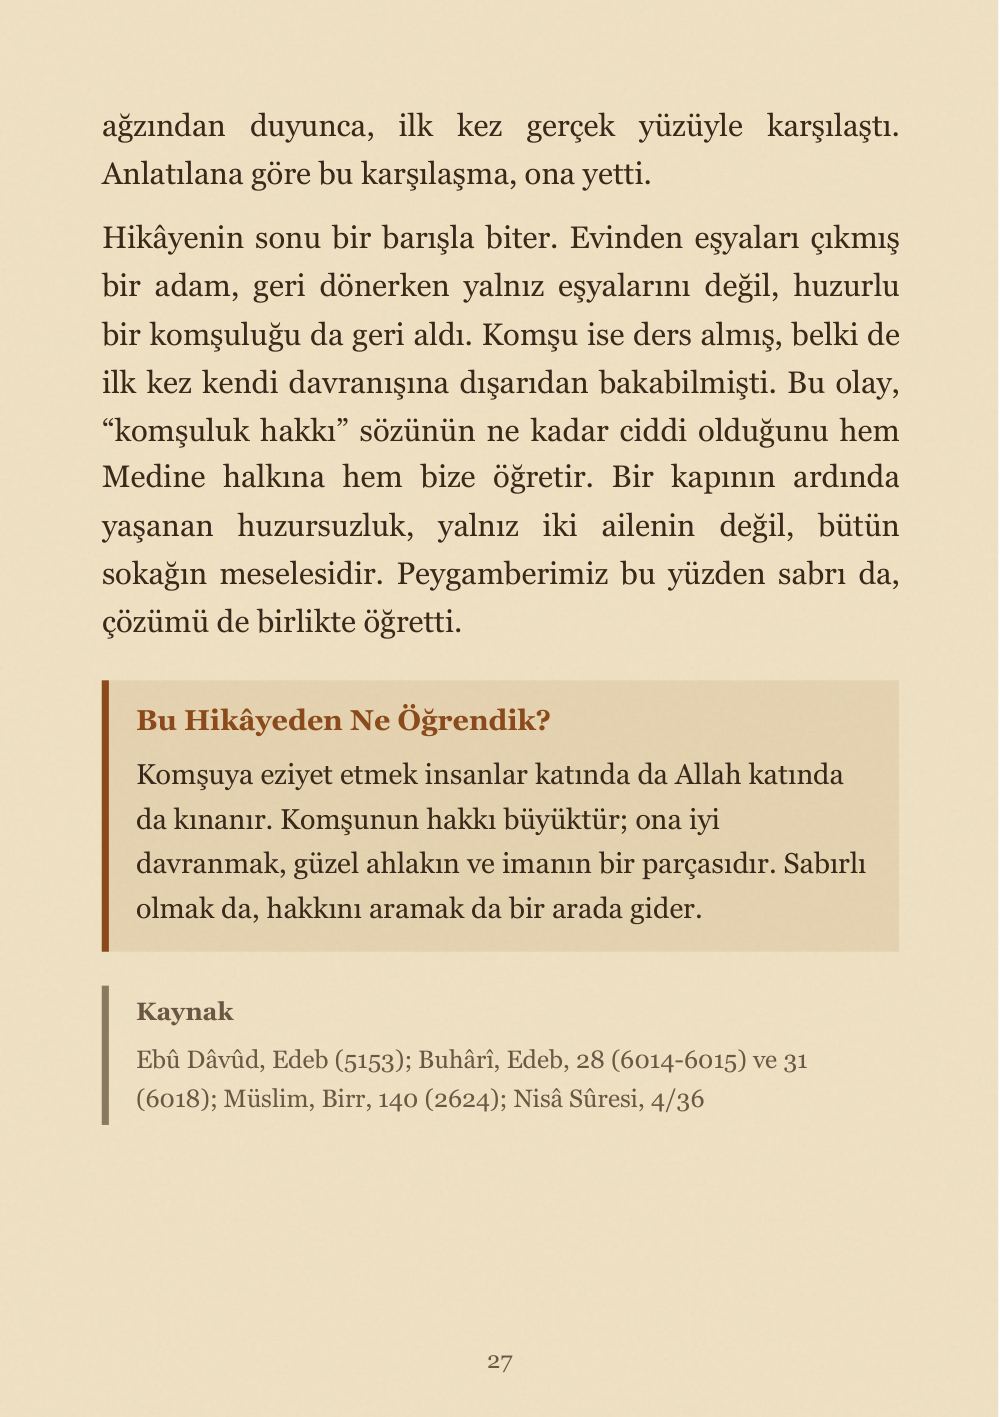 ağzından duyunca, ilk kez gerçek yüzüyle karşılaştı.
Anlatılana göre bu karşılaşma, ona yetti.
Hikâyenin sonu bir barışla biter. Evinden eşyaları çıkmış
bir adam, geri dönerken yalnız eşyalarını değil, huzurlu
bir komşuluğu da geri aldı. Komşu ise ders almış, belki de
ilk kez kendi davranışına dışarıdan bakabilmişti. Bu olay,
“komşuluk hakkı” sözünün ne kadar ciddi olduğunu hem
Medine halkına hem bize öğretir. Bir kapının ardında
yaşanan huzursuzluk, yalnız iki ailenin değil, bütün
sokağın meselesidir. Peygamberimiz bu yüzden sabrı da,
çözümü de birlikte öğretti.
Bu Hikâyeden Ne Öğrendik?
Komşuya eziyet etmek insanlar katında da Allah katında
da kınanır. Komşunun hakkı büyüktür; ona iyi
davranmak, güzel ahlakın ve imanın bir parçasıdır. Sabırlı
olmak da, hakkını aramak da bir arada gider.
Kaynak
Ebû Dâvûd, Edeb (5153); Buhârî, Edeb, 28 (6014-6015) ve 31
(6018); Müslim, Birr, 140 (2624); Nisâ Sûresi, 4/36
27